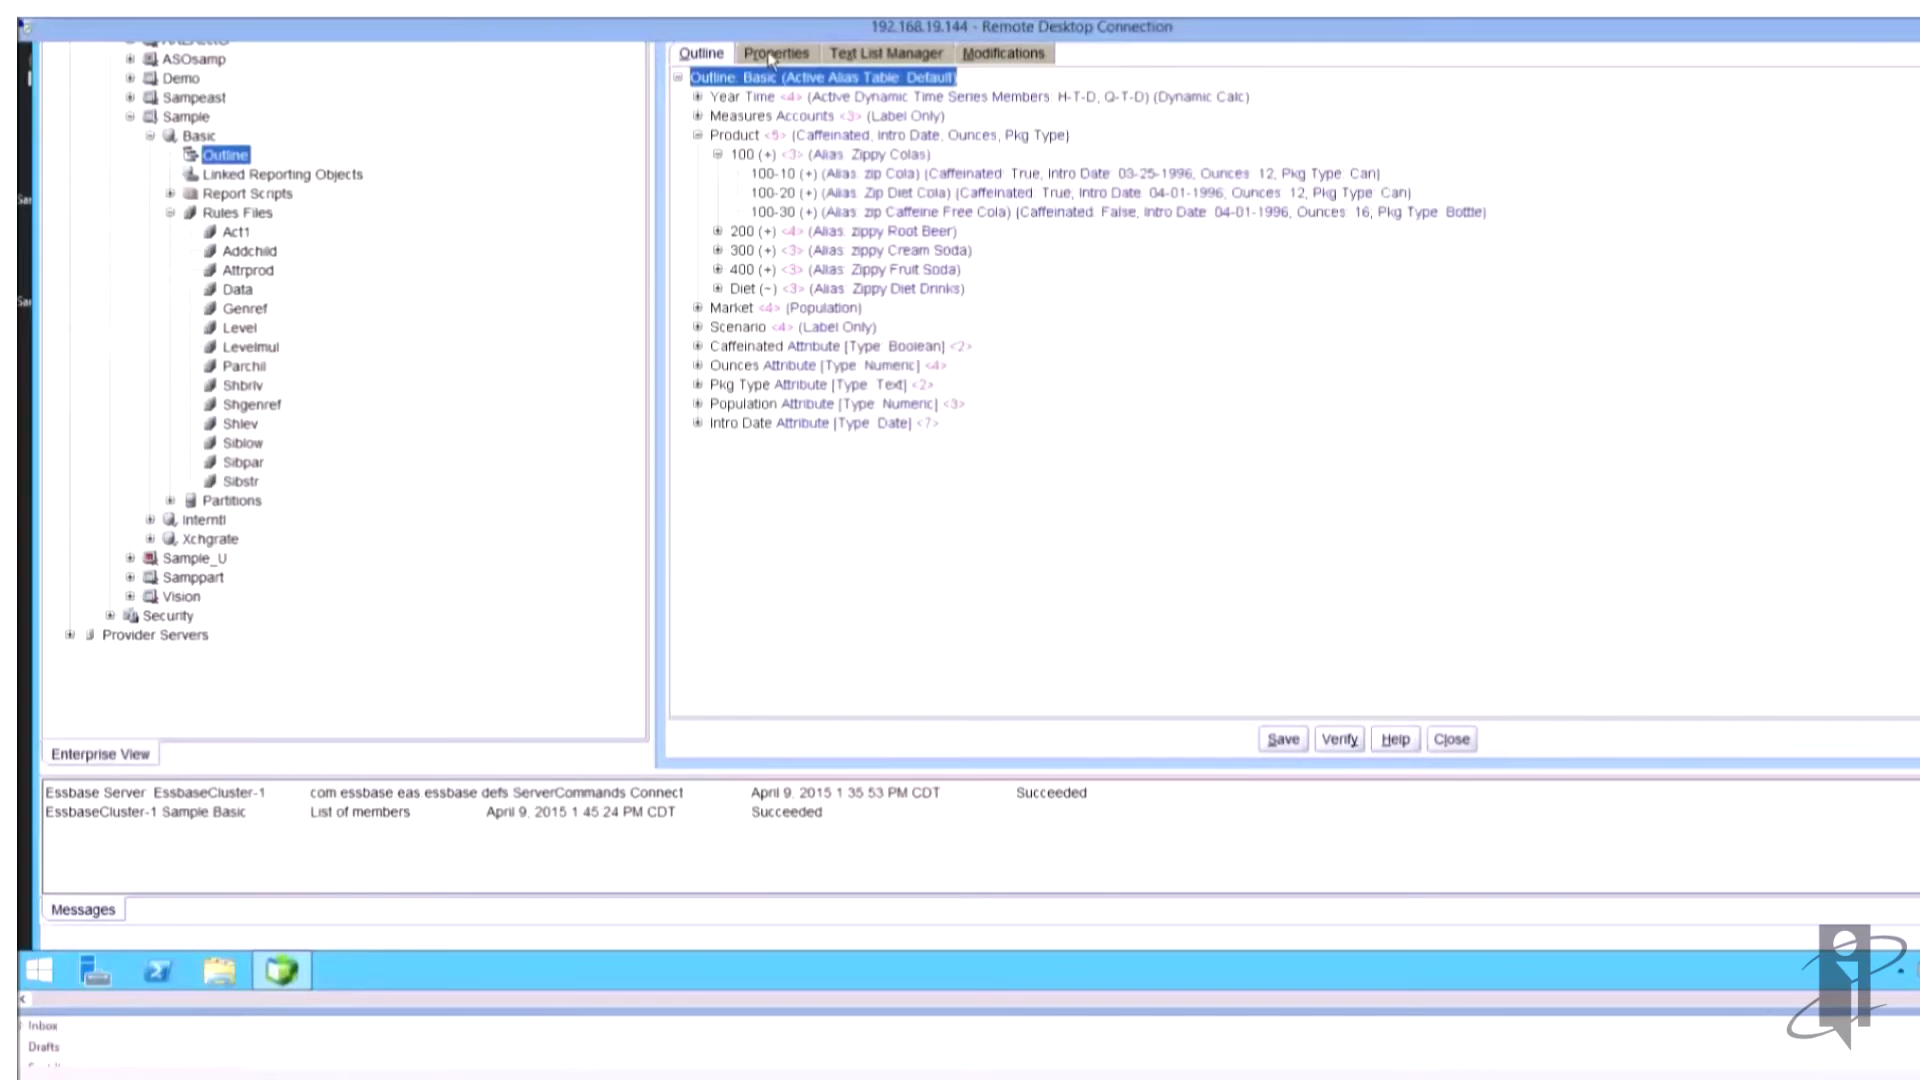 192.168.19.144 - Remote Desktop Connection
ASOsamp
Demo
Sampeast
Sample
Basic
Outline
Linked Reporting Objects
Report Scripts
Rules Files
Act1
Addchild
Attrprod
Data
Genref
Level
Levelmul
Parchil
Shbrlv
Shgenref
Shlev
Siblow
Sibpar
Sibstr
Partitions
Interntl
Xchgrate
Sample_U
Samppart
Vision
Security
Provider Servers
Enterprise View
Outline Properties Text List Manager Modifications
Outline: Basic (Active Alias Table: Default)
Year Time <4> (Active Dynamic Time Series Members: H-T-D, Q-T-D) (Dynamic Calc)
Measures Accounts <3> (Label Only)
Product <5> {Caffeinated, Intro Date, Ounces, Pkg Type}
100 (+) <3> (Alias: Zippy Colas)
100-10 (+) (Alias: zip Cola) {Caffeinated: True, Intro Date: 03-25-1996, Ounces: 12, Pkg Type: Can}
100-20 (+) (Alias: Zip Diet Cola) {Caffeinated: True, Intro Date: 04-01-1996, Ounces: 12, Pkg Type: Can}
100-30 (+) (Alias: zip Caffeine Free Cola) {Caffeinated: False, Intro Date: 04-01-1996, Ounces: 16, Pkg Type: Bottle}
200 (+) <4> (Alias: zippy Root Beer)
300 (+) <3> (Alias: zippy Cream Soda)
400 (+) <3> (Alias: Zippy Fruit Soda)
Diet (~) <3> (Alias: Zippy Diet Drinks)
Market <4> {Population}
Scenario <4> (Label Only)
Caffeinated Attribute [Type: Boolean] <2>
Ounces Attribute [Type: Numeric] <4>
Pkg Type Attribute [Type: Text] <2>
Population Attribute [Type: Numeric] <3>
Intro Date Attribute [Type: Date] <7>
Save Verify Help Close
Essbase Server: EssbaseCluster-1 com essbase eas essbase defs ServerCommands Connect April 9, 2015 1:35:53 PM CDT Succeeded
EssbaseCluster-1 Sample Basic List of members April 9, 2015 1:45:24 PM CDT Succeeded
Messages
Inbox
Drafts